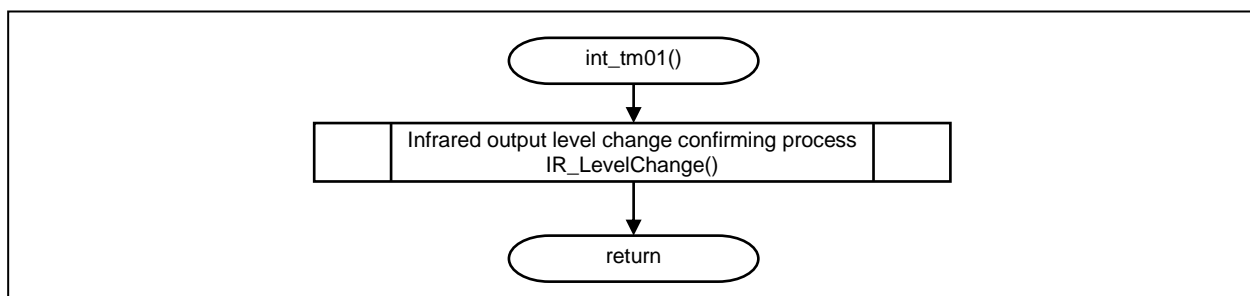 int_tm01()
Infrared output level change confirming process
IR_LevelChange()
return